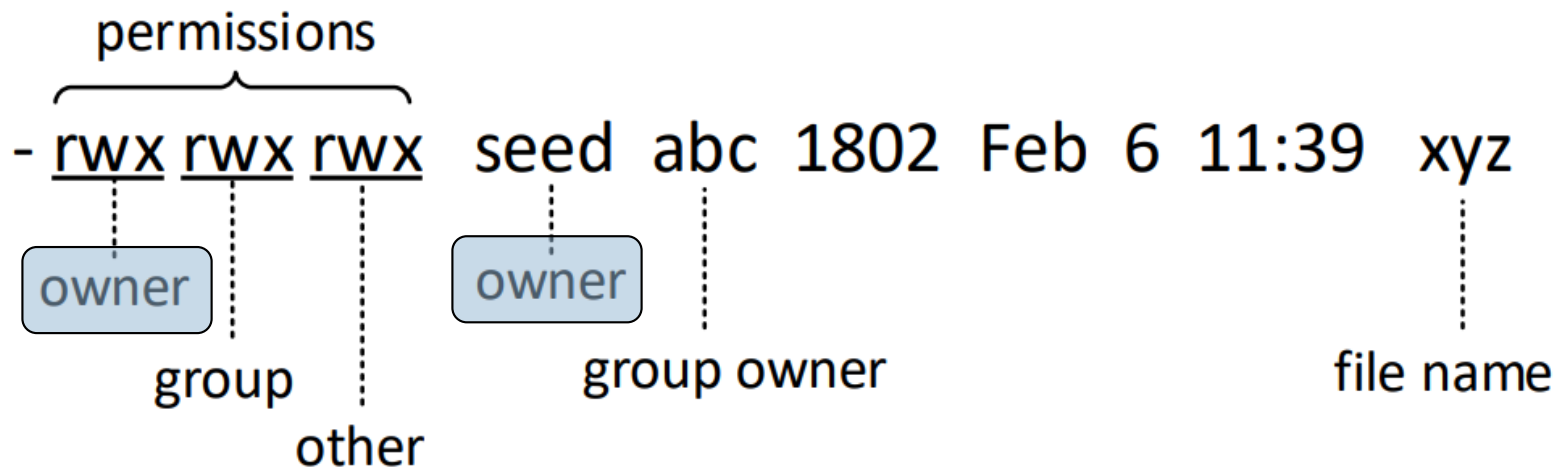 permissions
- rwx rwx rwx seed abc 1802 Feb 6 11:39 xyz
owner owner
group group owner file name
other